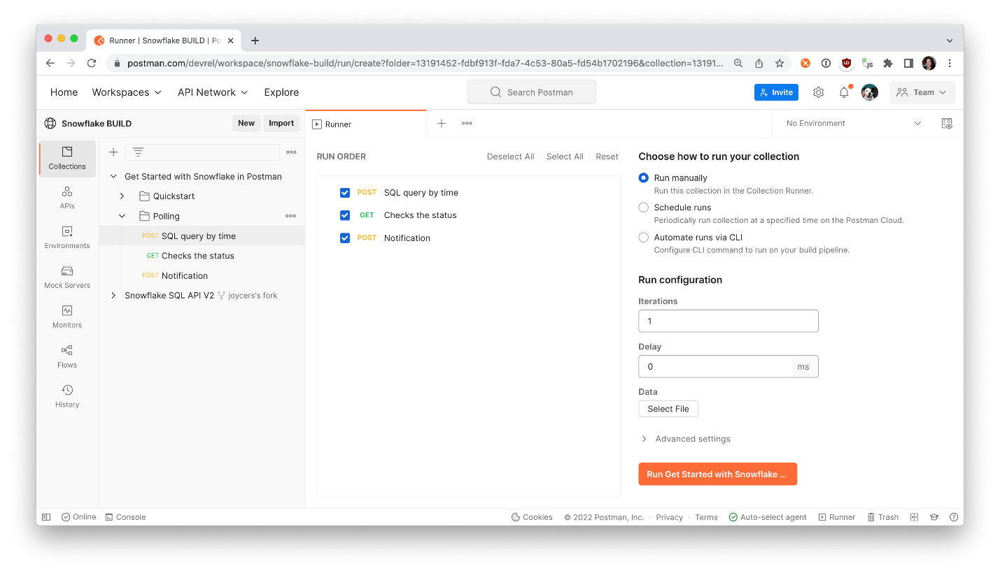 Runner | Snowflake BUILD | Po
postman.com/devrel/workspace/snowflake-build/run/create?folder=13191452-fdbf913f-fda7-4c53-80a5-fd54b1702196&collection=13191...
Home Workspaces API Network Explore Search Postman Invite Team
Snowflake BUILD New Import
Runner
No Environment
Collections
APIs
Environments
Mock Servers
Monitors
Flows
History
Get Started with Snowflake in Postman
Quickstart
Polling
POST SQL query by time
GET Checks the status
POST Notification
Snowflake SQL API V2 joycers's fork
RUN ORDER Deselect All Select All Reset
POST SQL query by time
GET Checks the status
POST Notification
Choose how to run your collection
Run manually
Run this collection in the Collection Runner.
Schedule runs
Periodically run collection at a specified time on the Postman Cloud.
Automate runs via CLI
Configure CLI command to run on your build pipeline.
Run configuration
Iterations
1
Delay
0 ms
Data
Select File
Advanced settings
Run Get Started with Snowflake ...
Online Console Cookies © 2022 Postman, Inc. · Privacy · Terms Auto-select agent Runner Trash